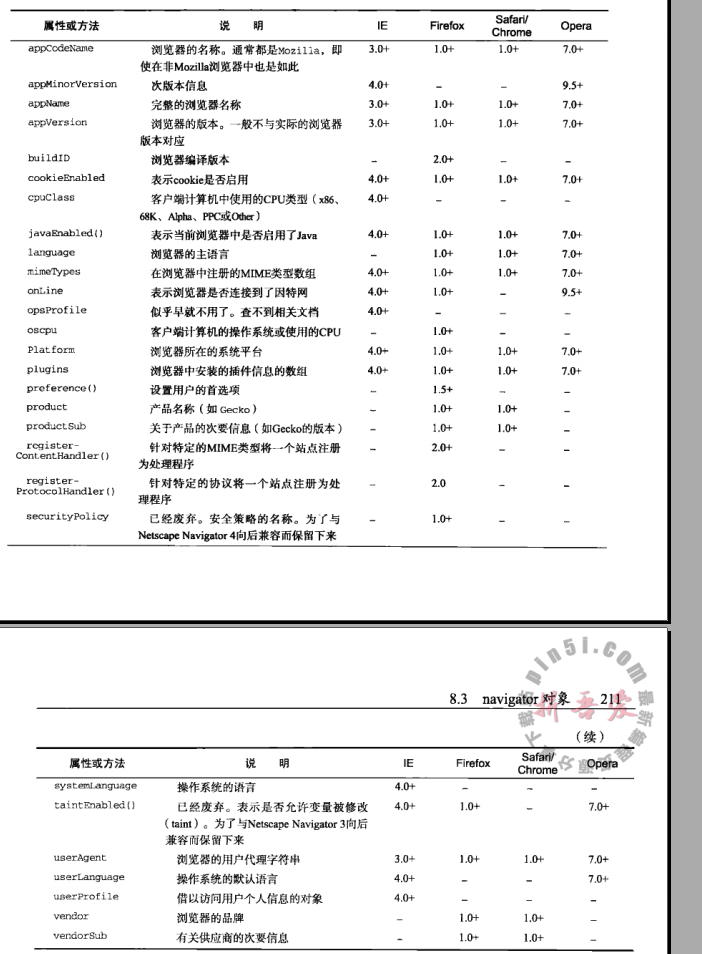 属性或方法 说 明 IE Firefox Safari/ Chrome Opera
appCodeName 浏览器的名称。通常都是Mozilla，即 3.0+ 1.0+ 1.0+ 7.0+
使在非Mozilla浏览器中也是如此
appMinorVersion 次版本信息 4.0+ – – 9.5+
appName 完整的浏览器名称 3.0+ 1.0+ 1.0+ 7.0+
appVersion 浏览器的版本。一般不与实际的浏览器 3.0+ 1.0+ 1.0+ 7.0+
版本对应
buildID 浏览器编译版本 – 2.0+ – –
cookieEnabled 表示cookie是否启用 4.0+ 1.0+ 1.0+ 7.0+
cpuClass 客户端计算机中使用的CPU类型（x86、 4.0+ – – –
68K、Alpha、PPC或Other）
javaEnabled() 表示当前浏览器中是否启用了Java 4.0+ 1.0+ 1.0+ 7.0+
language 浏览器的主语言 – 1.0+ 1.0+ 7.0+
mimeTypes 在浏览器中注册的MIME类型数组 4.0+ 1.0+ 1.0+ 7.0+
onLine 表示浏览器是否连接到了因特网 4.0+ 1.0+ – 9.5+
opsProfile 似乎早就不用了。查不到相关文档 4.0+ – – –
oscpu 客户端计算机的操作系统或使用的CPU – 1.0+ – –
Platform 浏览器所在的系统平台 4.0+ 1.0+ 1.0+ 7.0+
plugins 浏览器中安装的插件信息的数组 4.0+ 1.0+ 1.0+ 7.0+
preference() 设置用户的首选项 – 1.5+ – –
product 产品名称（如 Gecko） – 1.0+ 1.0+ –
productSub 关于产品的次要信息（如Gecko的版本） – 1.0+ 1.0+ –
register- 针对特定的MIME类型将一个站点注册 – 2.0+ – –
ContentHandler() 为处理程序
register- 针对特定的协议将一个站点注册为处 – 2.0 – –
ProtocolHandler() 理程序
securityPolicy 已经废弃。安全策略的名称。为了与 – 1.0+ – –
Netscape Navigator 4向后兼容而保留下来
8.3 navigator 对象 211
（续）
属性或方法 说 明 IE Firefox Safari/ Chrome Opera
systemLanguage 操作系统的语言 4.0+ – – –
taintEnabled() 已经废弃。表示是否允许变量被修改 4.0+ 1.0+ – 7.0+
（taint）。为了与Netscape Navigator 3向后
兼容而保留下来
userAgent 浏览器的用户代理字符串 3.0+ 1.0+ 1.0+ 7.0+
userLanguage 操作系统的默认语言 4.0+ – – 7.0+
userProfile 借以访问用户个人信息的对象 4.0+ – – –
vendor 浏览器的品牌 – 1.0+ 1.0+ –
vendorSub 有关供应商的次要信息 – 1.0+ 1.0+ –